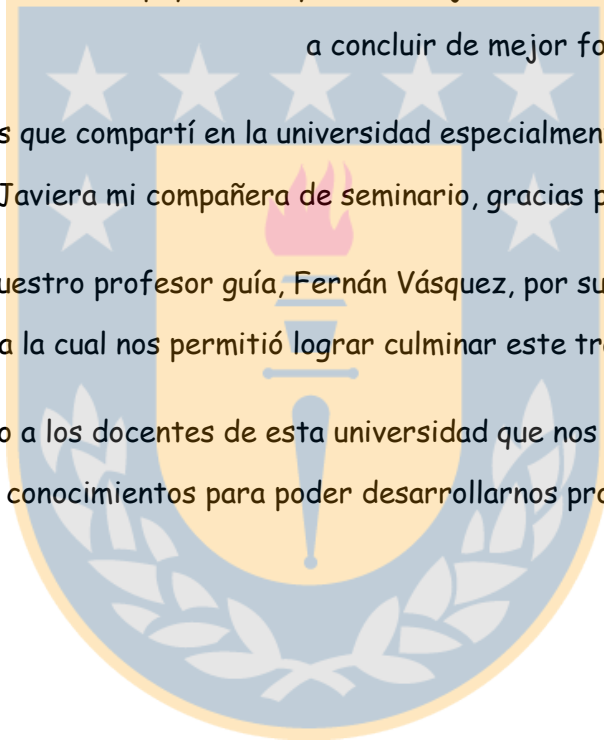 a concluir de mejor fo
s que compartí en la universidad especialmen
Javiera mi compañera de seminario, gracias p
uestro profesor guía, Fernán Vásquez, por su
a la cual nos permitió lograr culminar este tr
o a los docentes de esta universidad que nos
conocimientos para poder desarrollarnos pro